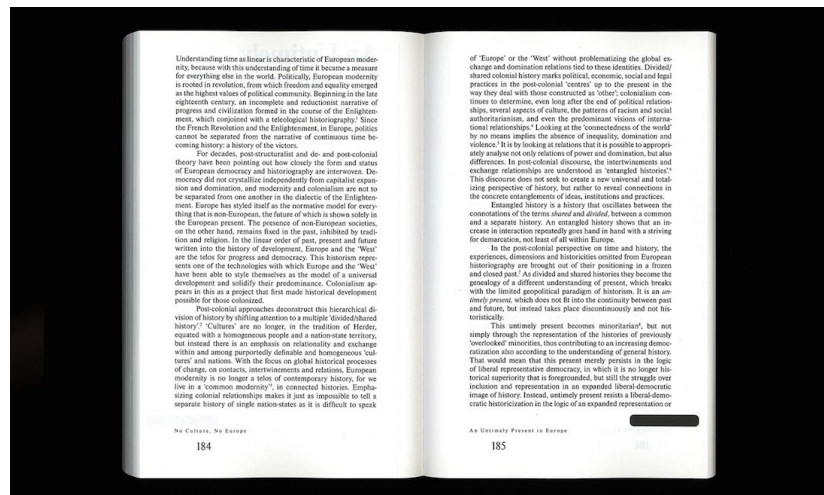 Understanding time as linear is characteristic of European moder-
nity, because with this understanding of time it became a measure
for everything else in the world. Politically, European modernity
is rooted in revolution, from which freedom and equality emerged
as the highest values of political community. Beginning in the late
eighteenth century, an incomplete and reductionist narrative of
progress and civilization formed in the course of the Enlighten-
ment, which conjoined with a teleological historiography.¹ Since
the French Revolution and the Enlightenment, in Europe, politics
cannot be separated from the narrative of continuous time be-
coming history: a history of the victors.
For decades, post-structuralist and de- and post-colonial
theory have been pointing out how closely the form and status
of European democracy and historiography are interwoven. De-
mocracy did not crystallize independently from capitalist expan-
sion and domination, and modernity and colonialism are not to
be separated from one another in the dialectic of the Enlighten-
ment. Europe has styled itself as the normative model for every-
thing that is non-European, the future of which is shown solely in
the European present. The presence of non-European societies,
on the other hand, remains fixed in the past, inhibited by tradi-
tion and religion. In the linear order of past, present and future
written into the history of development, Europe and the 'West'
are the telos for progress and democracy. This historism repre-
sents one of the technologies with which Europe and the 'West'
have been able to style themselves as the model of a universal
development and solidify their predominance. Colonialism ap-
pears in this as a project that first made historical development
possible for those colonized.
Post-colonial approaches deconstruct this hierarchical di-
vision of history by shifting attention to a multiple 'divided/shared
history'.² 'Cultures' are no longer, in the tradition of Herder,
equated with a homogeneous people and a nation-state territory,
but instead there is an emphasis on relationality and exchange
within and among purportedly definable and homogeneous 'cul-
tures' and nations. With the focus on global historical processes
of change, on contacts, intertwinements and relations, European
modernity is no longer a telos of contemporary history, for we
live in a 'common modernity'³, in connected histories. Empha-
sizing colonial relationships makes it just as impossible to tell a
separate history of single nation-states as it is difficult to speak
No Culture, No Europe
184
of 'Europe' or the 'West' without problematizing the global ex-
change and domination relations tied to these identities. Divided/
shared colonial history marks political, economic, social and legal
practices in the post-colonial 'centres' up to the present in the
way they deal with those constructed as 'other'; colonialism con-
tinues to determine, even long after the end of political relation-
ships, several aspects of culture, the patterns of racism and social
authoritarianism, and even the predominant visions of interna-
tional relationships.⁴ Looking at the 'connectedness of the world'
by no means implies the absence of inequality, domination and
violence.⁵ It is by looking at relations that it is possible to appropri-
ately analyse not only relations of power and domination, but also
differences. In post-colonial discourse, the intertwinements and
exchange relationships are understood as 'entangled histories'.⁶
This discourse does not seek to create a new universal and total-
izing perspective of history, but rather to reveal connections in
the concrete entanglements of ideas, institutions and practices.
Entangled history is a history that oscillates between the
connotations of the terms shared and divided, between a common
and a separate history. An entangled history shows that an in-
crease in interaction repeatedly goes hand in hand with a striving
for demarcation, not least of all within Europe.
In the post-colonial perspective on time and history, the
experiences, dimensions and historicities omitted from European
historiography are brought out of their positioning in a frozen
and closed past.⁷ As divided and shared histories they become the
genealogy of a different understanding of present, which breaks
with the limited geopolitical paradigm of historism. It is an un-
timely present, which does not fit into the continuity between past
and future, but instead takes place discontinuously and not his-
toristically.
This untimely present becomes minoritarian⁸, but not
simply through the representation of the histories of previously
'overlooked' minorities, thus contributing to an increasing democ-
ratization also according to the understanding of general history.
That would mean that this present merely persists in the logic
of liberal representative democracy, in which it is no longer his-
torical superiority that is foregrounded, but still the struggle over
inclusion and representation in an expanded liberal-democratic
image of history. Instead, untimely present resists a liberal-demo-
cratic historicization in the logic of an expanded representation or
An Untimely Present in Europe
185